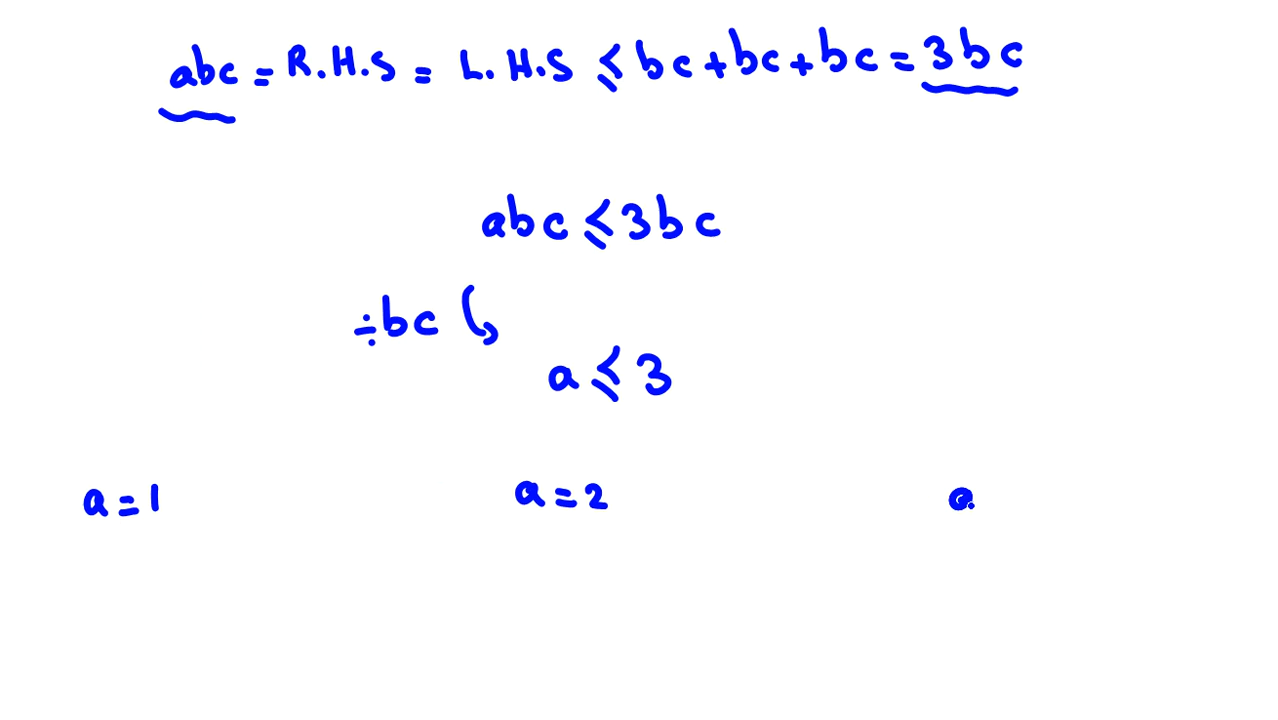 abc = R.H.S = L.H.S ⩽ bc + bc + bc = 3bc
abc ⩽ 3bc
÷bc
a ⩽ 3
a = 1 a = 2 a